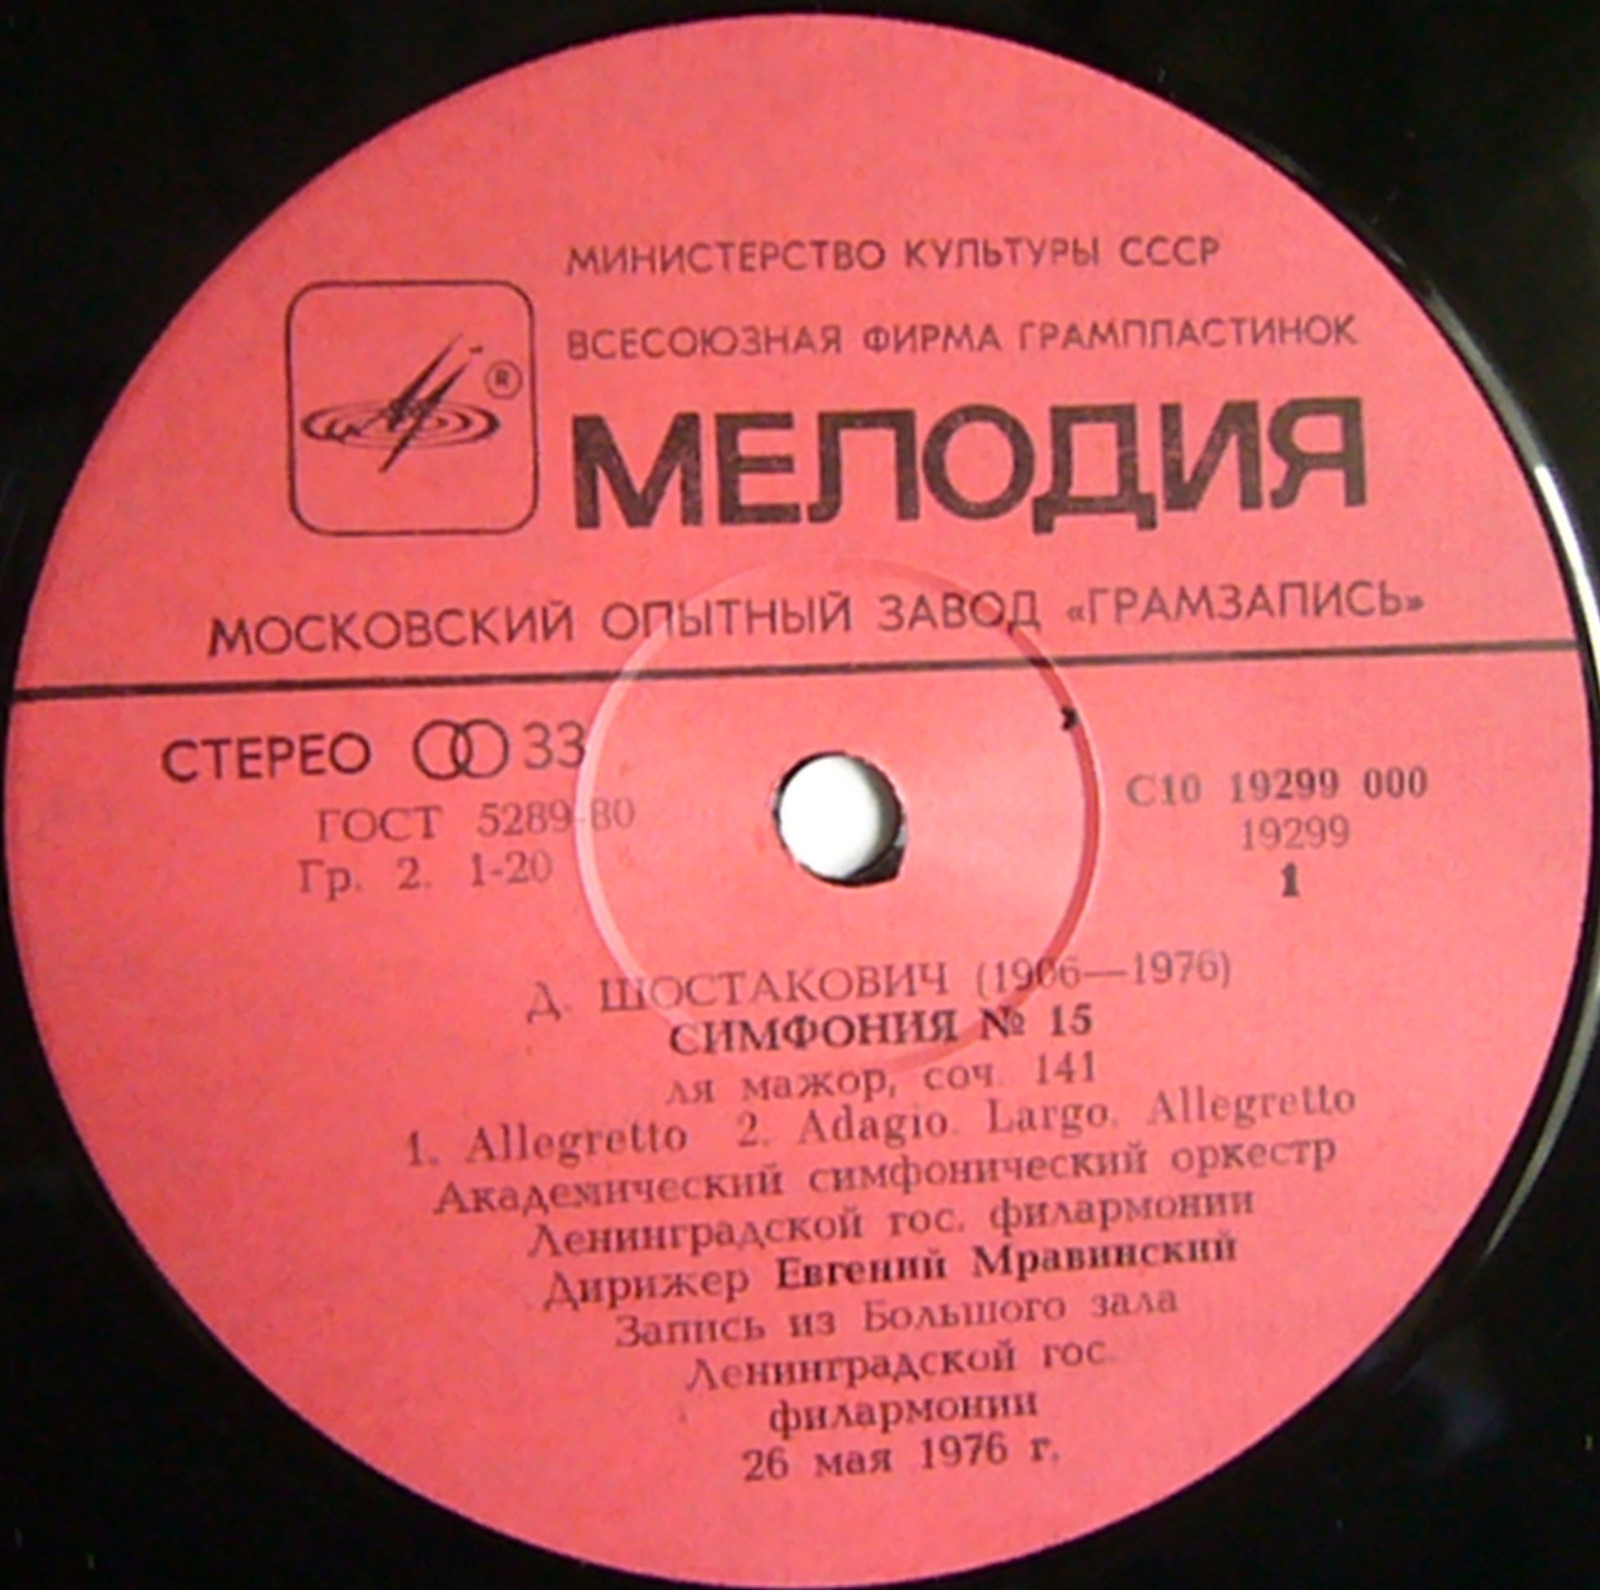 МИНИСТЕРСТВО КУЛЬТУРЫ СССР
ВСЕСОЮЗНАЯ ФИРМА ГРАМПЛАСТИНОК
®
МЕЛОДИЯ
МОСКОВСКИЙ ОПЫТНЫЙ ЗАВОД «ГРАМЗАПИСЬ»
СТЕРЕО 33
ГОСТ 5289-80
Гр. 2. 1-20
С10 19299 000
19299
1
Д. ШОСТАКОВИЧ (1906—1976)
СИМФОНИЯ № 15
ля мажор, соч. 141
1. Allegretto 2. Adagio. Largo. Allegretto
Академический симфонический оркестр
Ленинградской гос. филармонии
Дирижер Евгений Мравинский
Запись из Большого зала
Ленинградской гос.
филармонии
26 мая 1976 г.